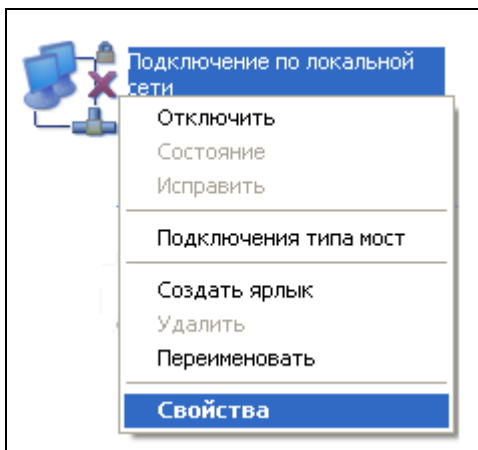 Подключение по локальной
сети
Отключить
Состояние
Исправить
Подключения типа мост
Создать ярлык
Удалить
Переименовать
Свойства